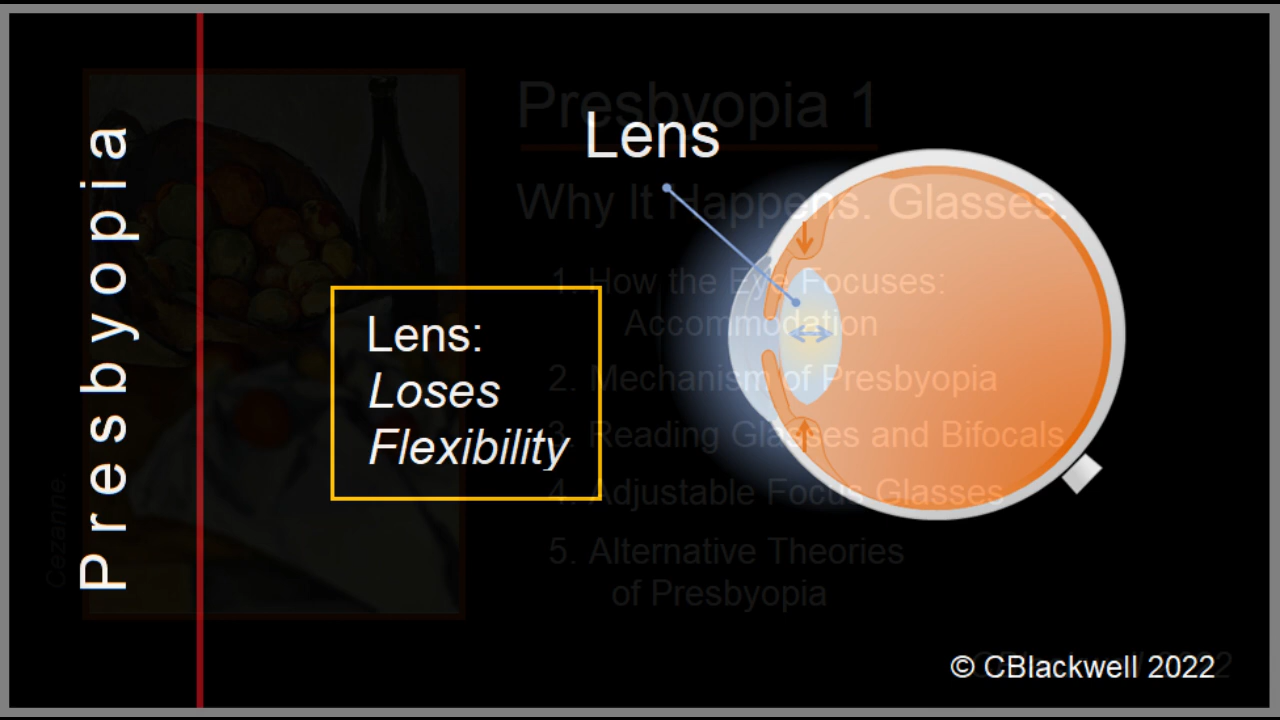 Presbyopia
Presbyopia 1
Lens
Why It Happens. Glasses.
1. How the Eye Focuses:
Accommodation
Lens:
Loses
Flexibility
2. Mechanism of Presbyopia
3. Reading Glasses and Bifocals
4. Adjustable Focus Glasses
5. Alternative Theories
of Presbyopia
Cezanne
© CBlackwell 2022